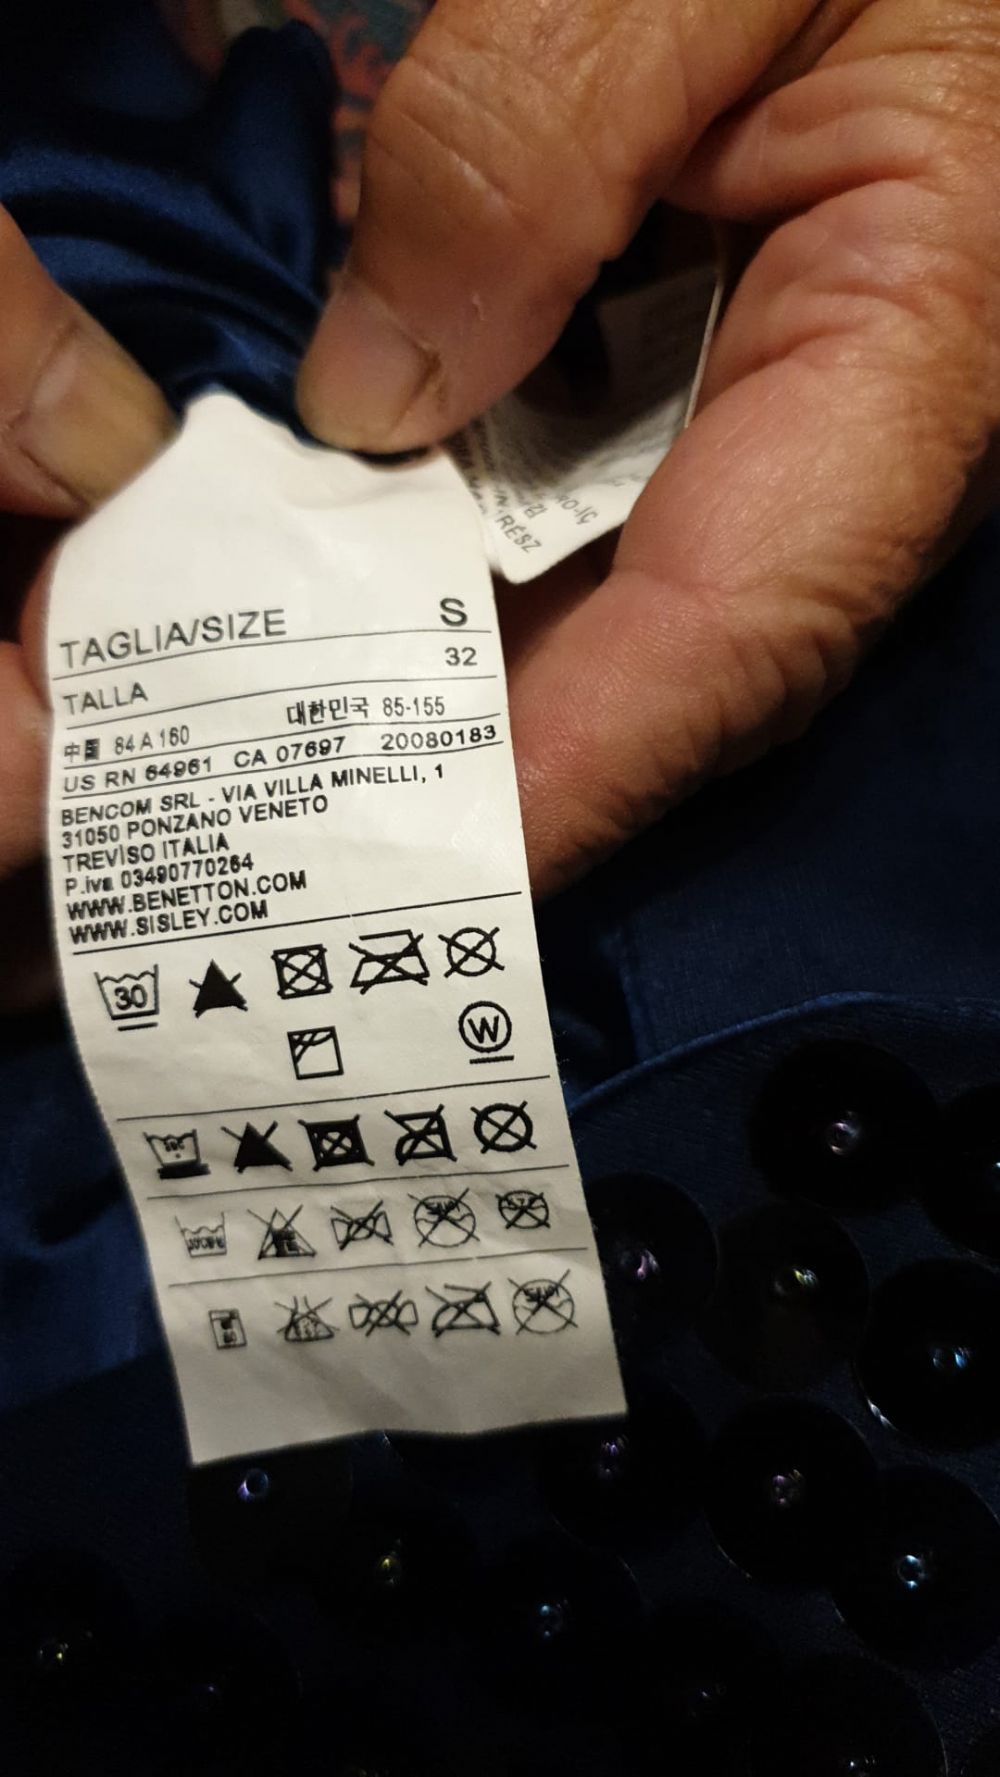 TAGLIA/SIZE S
TALLA 32
中国 84 A 160 대한민국 85-155
US RN 64961 CA 07697 20080183
BENCOM SRL - VIA VILLA MINELLI, 1
31050 PONZANO VENETO
TREVISO ITALIA
P.iva 03490770264
WWW.BENETTON.COM
WWW.SISLEY.COM
30
W
RÉSZ